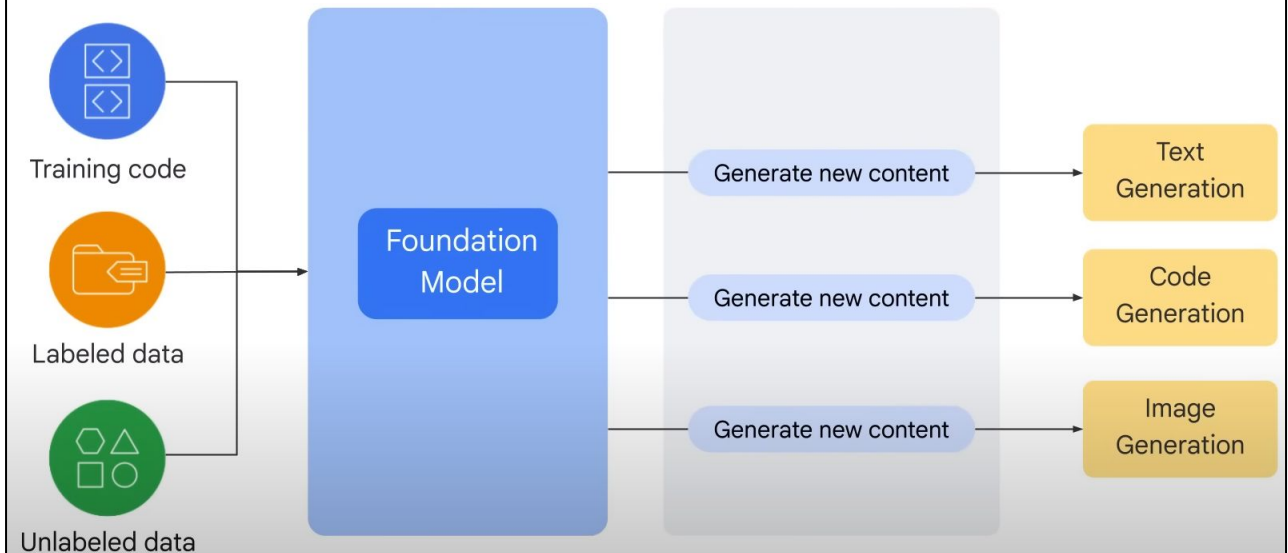 Training code
Labeled data
Unlabeled data
Foundation
Model
Generate new content
Generate new content
Generate new content
Text
Generation
Code
Generation
Image
Generation